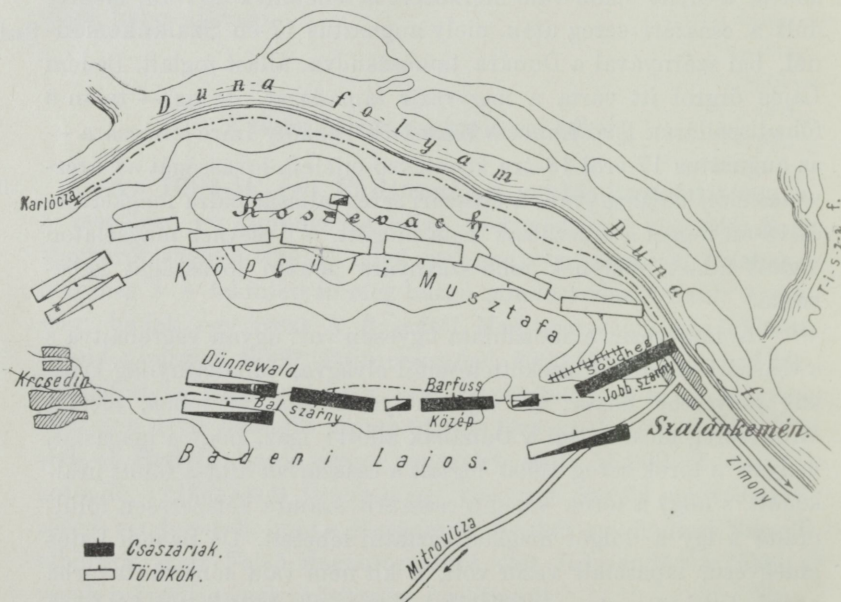 D-u-n-a
f-o-l-y-a-m
Karlócza
Koszevach h.
D-u-n-a
T-i-s-z-a f.
Köprüli
Musztafa
Souches
Jobb szárny
Krcsedin
Dünnewald
Bal szárny
Barfuss
Közép
f.
Szalánkemén.
Zimony
Badeni Lajos.
Mitrovicza
Császáriak.
Törökök.